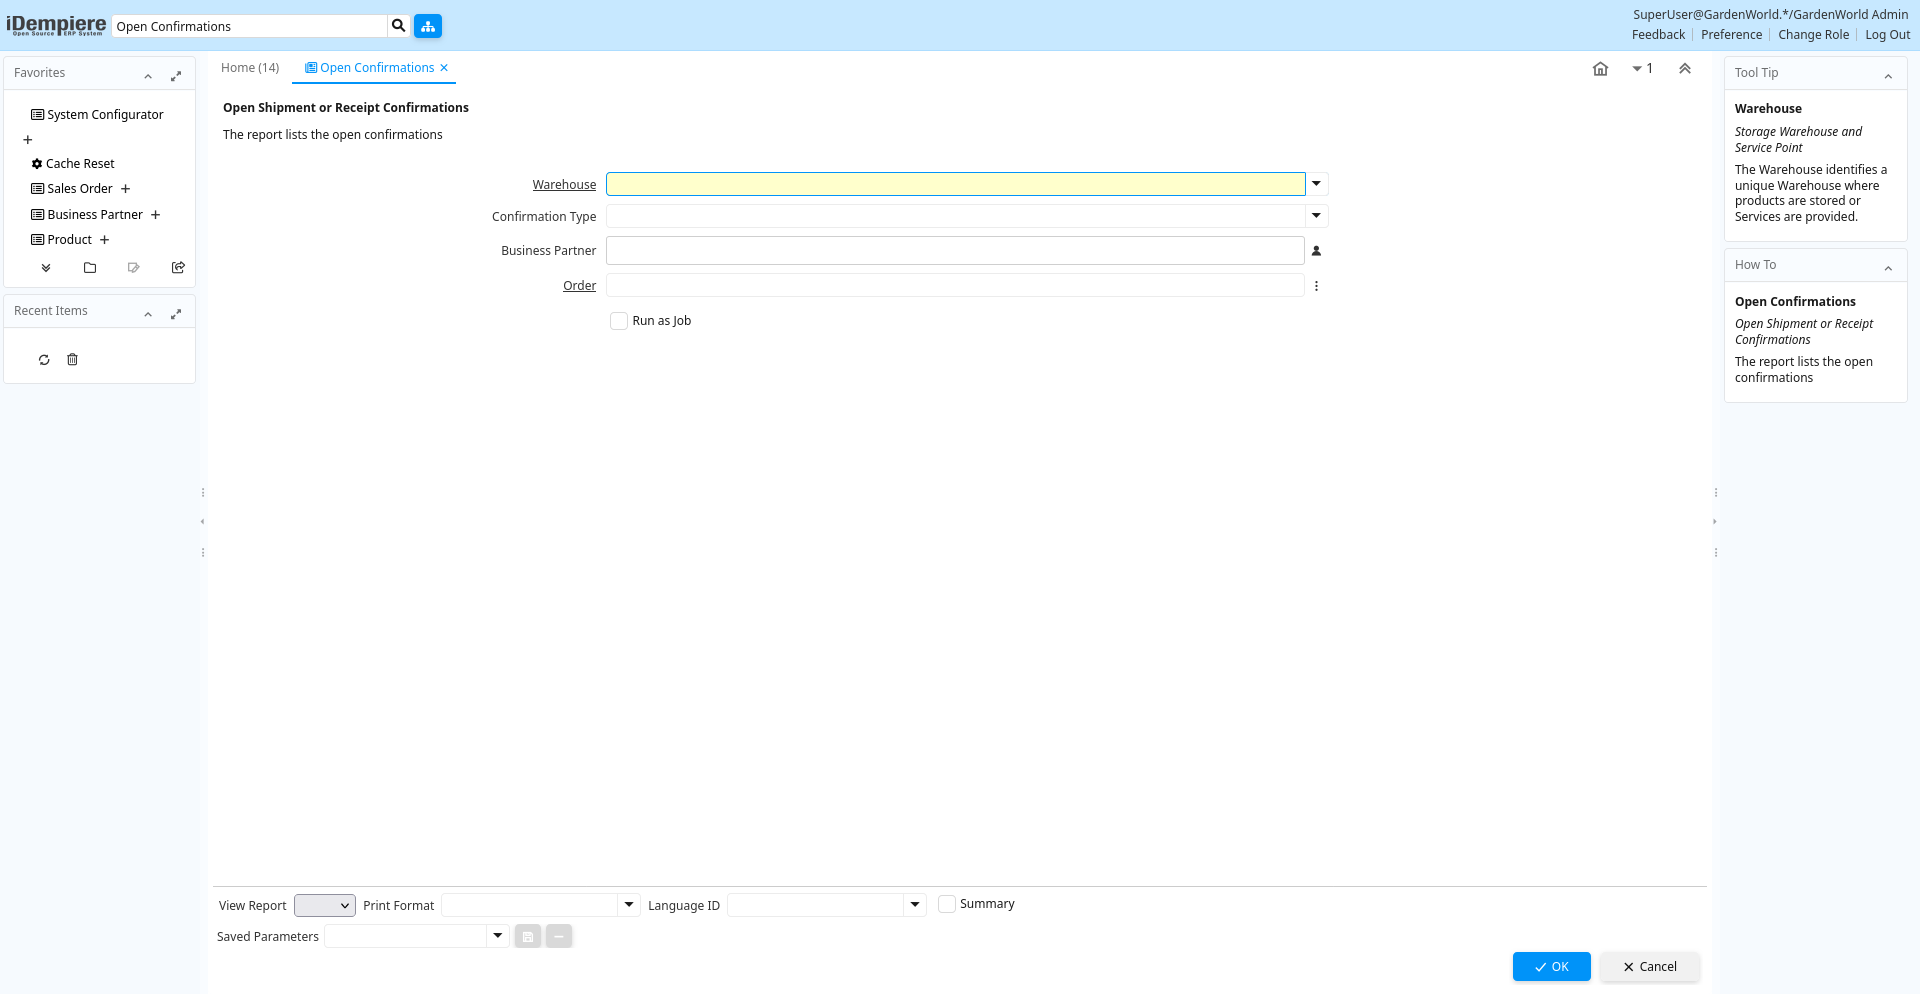 iDempiere
Open Source ERP System
Open Confirmations
SuperUser@GardenWorld.*/GardenWorld Admin
Feedback
Preference
Change Role
Log Out
Favorites
System Configurator
Cache Reset
Sales Order
Business Partner
Product
Recent Items
Home (14)
Open Confirmations
1
Open Shipment or Receipt Confirmations
The report lists the open confirmations
Warehouse
Confirmation Type
Business Partner
Order
Run as Job
View Report
Print Format
Language ID
Summary
Saved Parameters
OK
Cancel
Tool Tip
Warehouse
Storage Warehouse and
Service Point
The Warehouse identifies a
unique Warehouse where
products are stored or
Services are provided.
How To
Open Confirmations
Open Shipment or Receipt
Confirmations
The report lists the open
confirmations